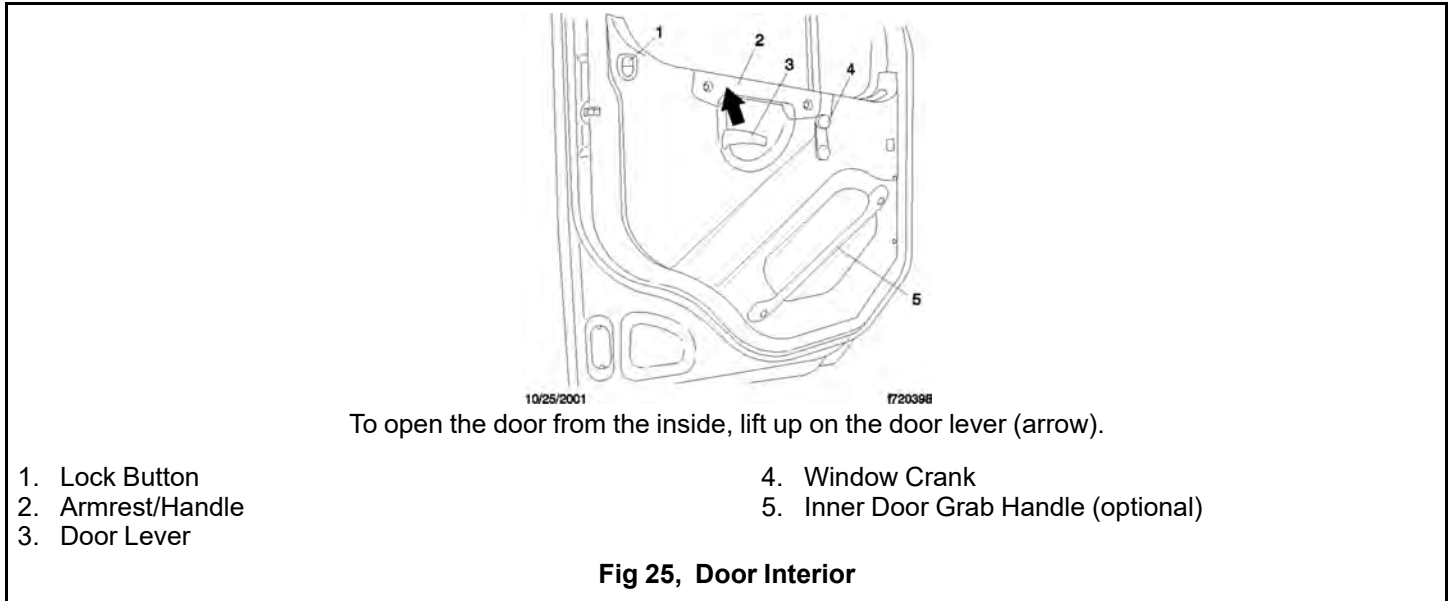 1
2
3
4
5
10/25/2001
f720398
To open the door from the inside, lift up on the door lever (arrow).
1. Lock Button
2. Armrest/Handle
3. Door Lever
4. Window Crank
5. Inner Door Grab Handle (optional)
Fig 25, Door Interior